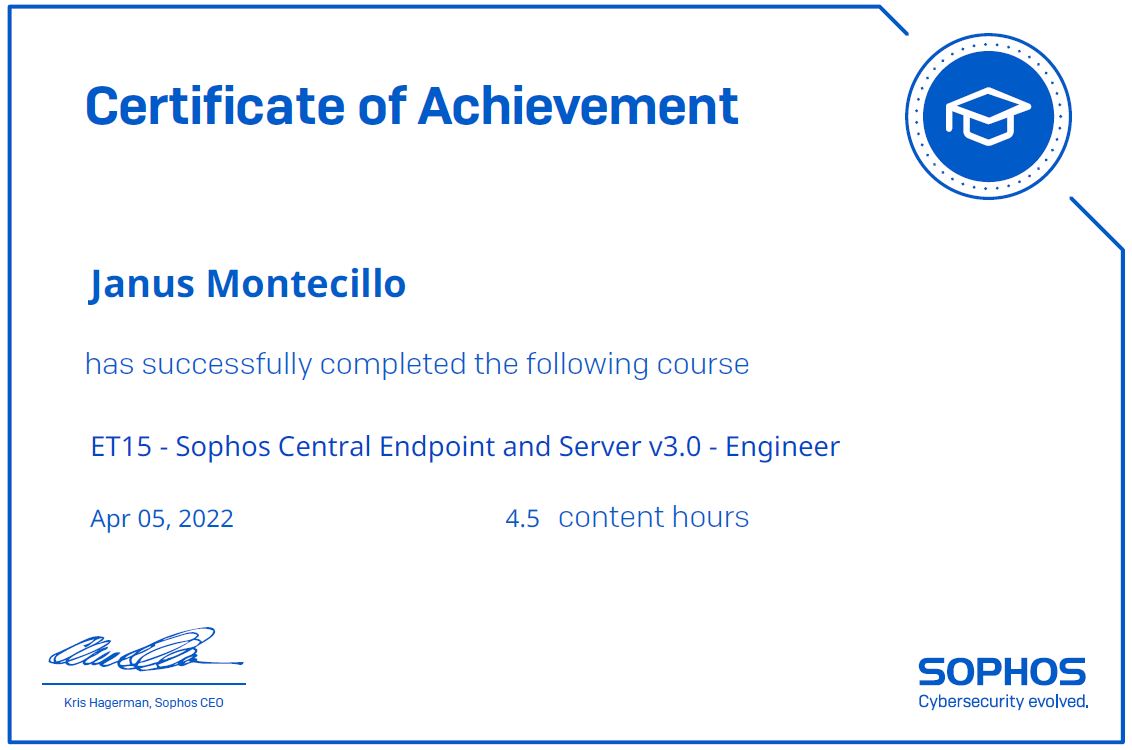 Certificate of Achievement
Janus Montecillo
has successfully completed the following course
ET15 - Sophos Central Endpoint and Server v3.0 - Engineer
Apr 05, 2022
4.5 content hours
Kris Hagerman, Sophos CEO
SOPHOS
Cybersecurity evolved.